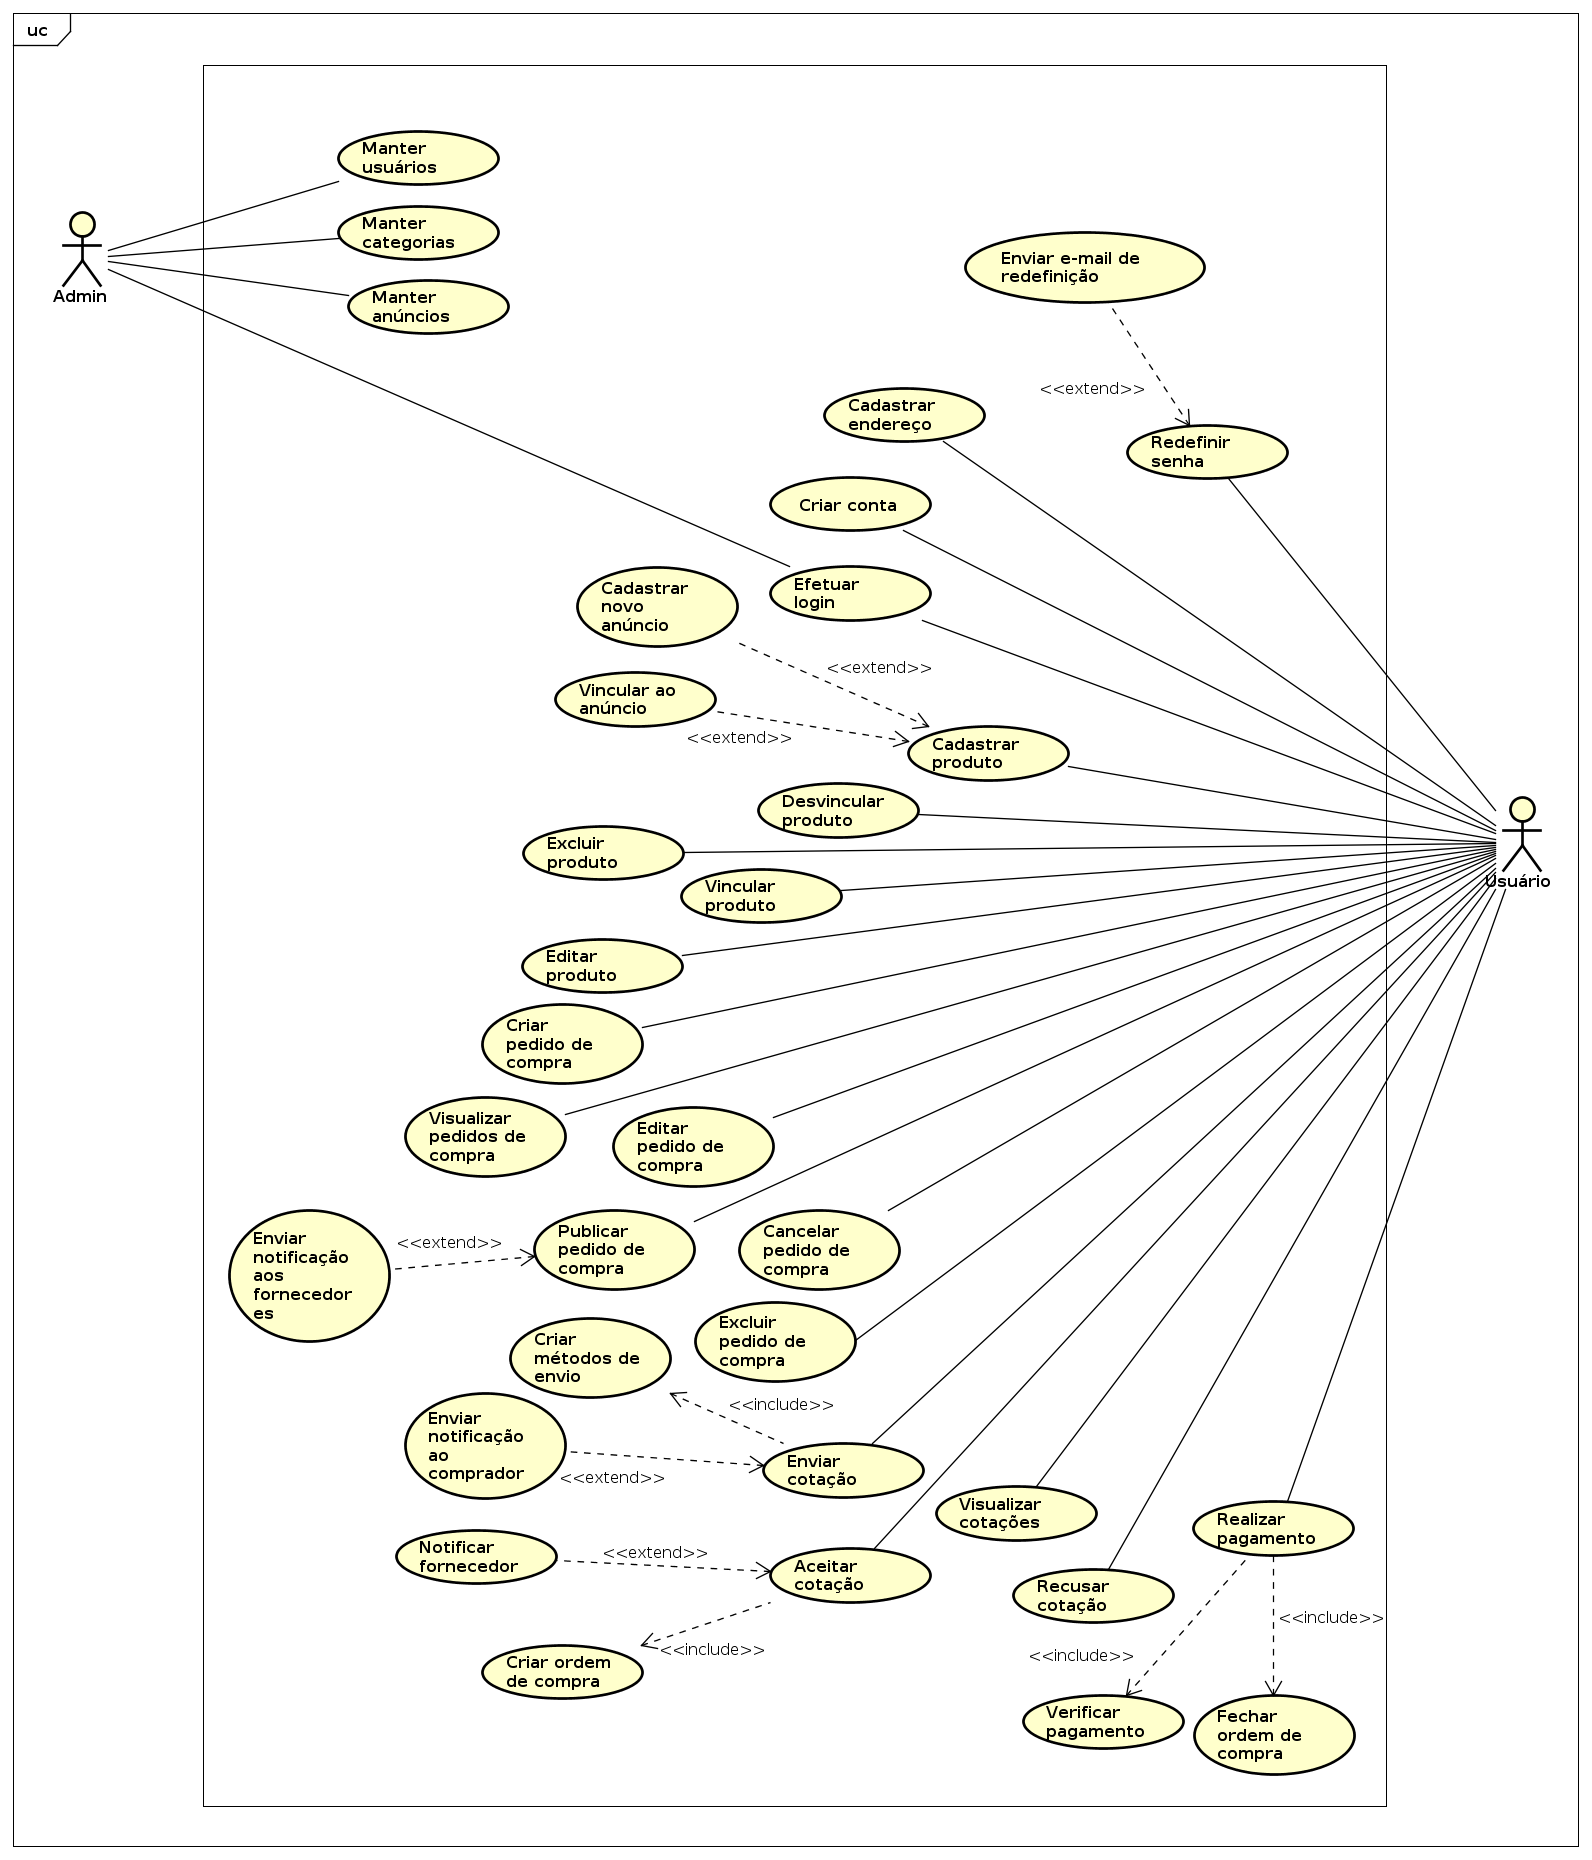 uc
Manter
usuários
Manter
categorias
Admin
Manter
anúncios
Enviar e-mail de
redefinição
<<extend>>
Cadastrar
endereço
Redefinir
senha
Criar conta
Efetuar
login
Cadastrar
novo
anúncio
<<extend>>
Vincular ao
anúncio
<<extend>>
Cadastrar
produto
Desvincular
produto
Excluir
produto
Vincular
produto
Usuário
Editar
produto
Criar
pedido de
compra
Visualizar
pedidos de
compra
Editar
pedido de
compra
Enviar
notificação
aos
fornecedor
es
<<extend>>
Publicar
pedido de
compra
Cancelar
pedido de
compra
Excluir
pedido de
compra
Criar
métodos de
envio
<<include>>
Enviar
notificação
ao
comprador
<<extend>>
Enviar
cotação
Visualizar
cotações
Realizar
pagamento
Notificar
fornecedor
<<extend>>
Aceitar
cotação
Recusar
cotação
<<include>>
<<include>>
<<include>>
Criar ordem
de compra
Verificar
pagamento
Fechar
ordem de
compra